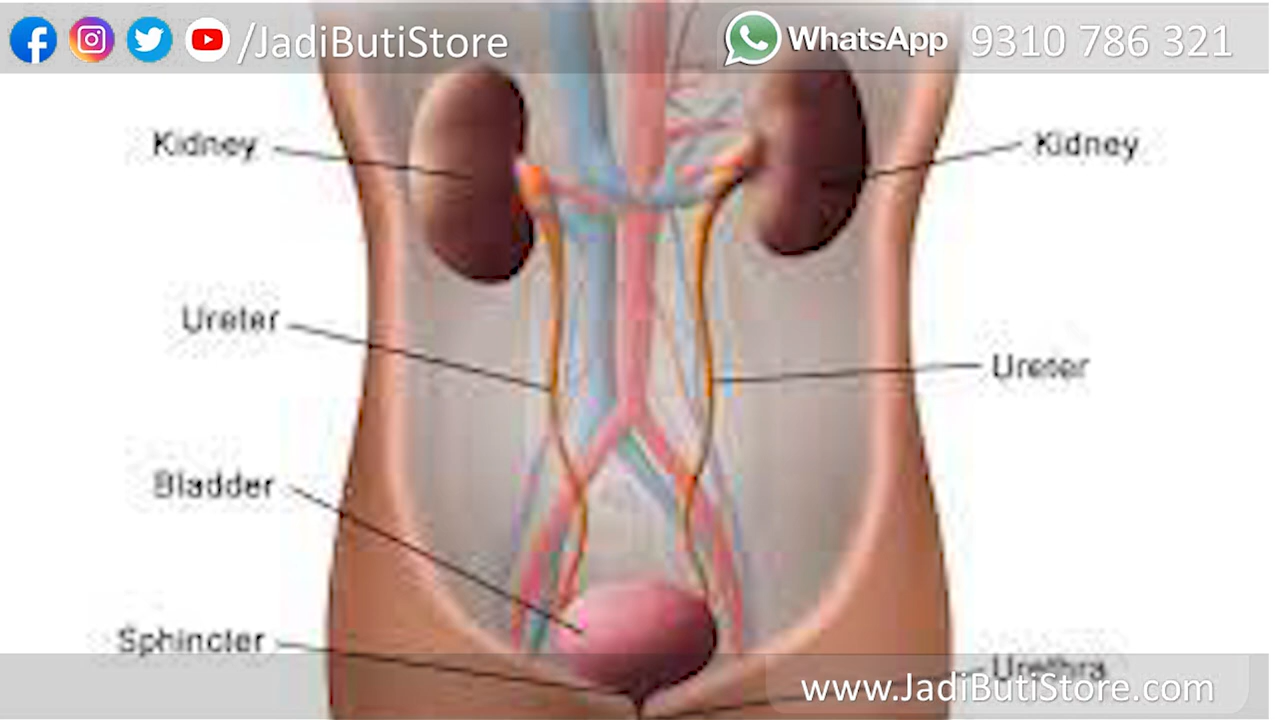 /JadiButiStore
WhatsApp 9310 786 321
Kidney
Kidney
Ureter
Ureter
Bladder
Sphincter
Urethra
www.JadiButiStore.com